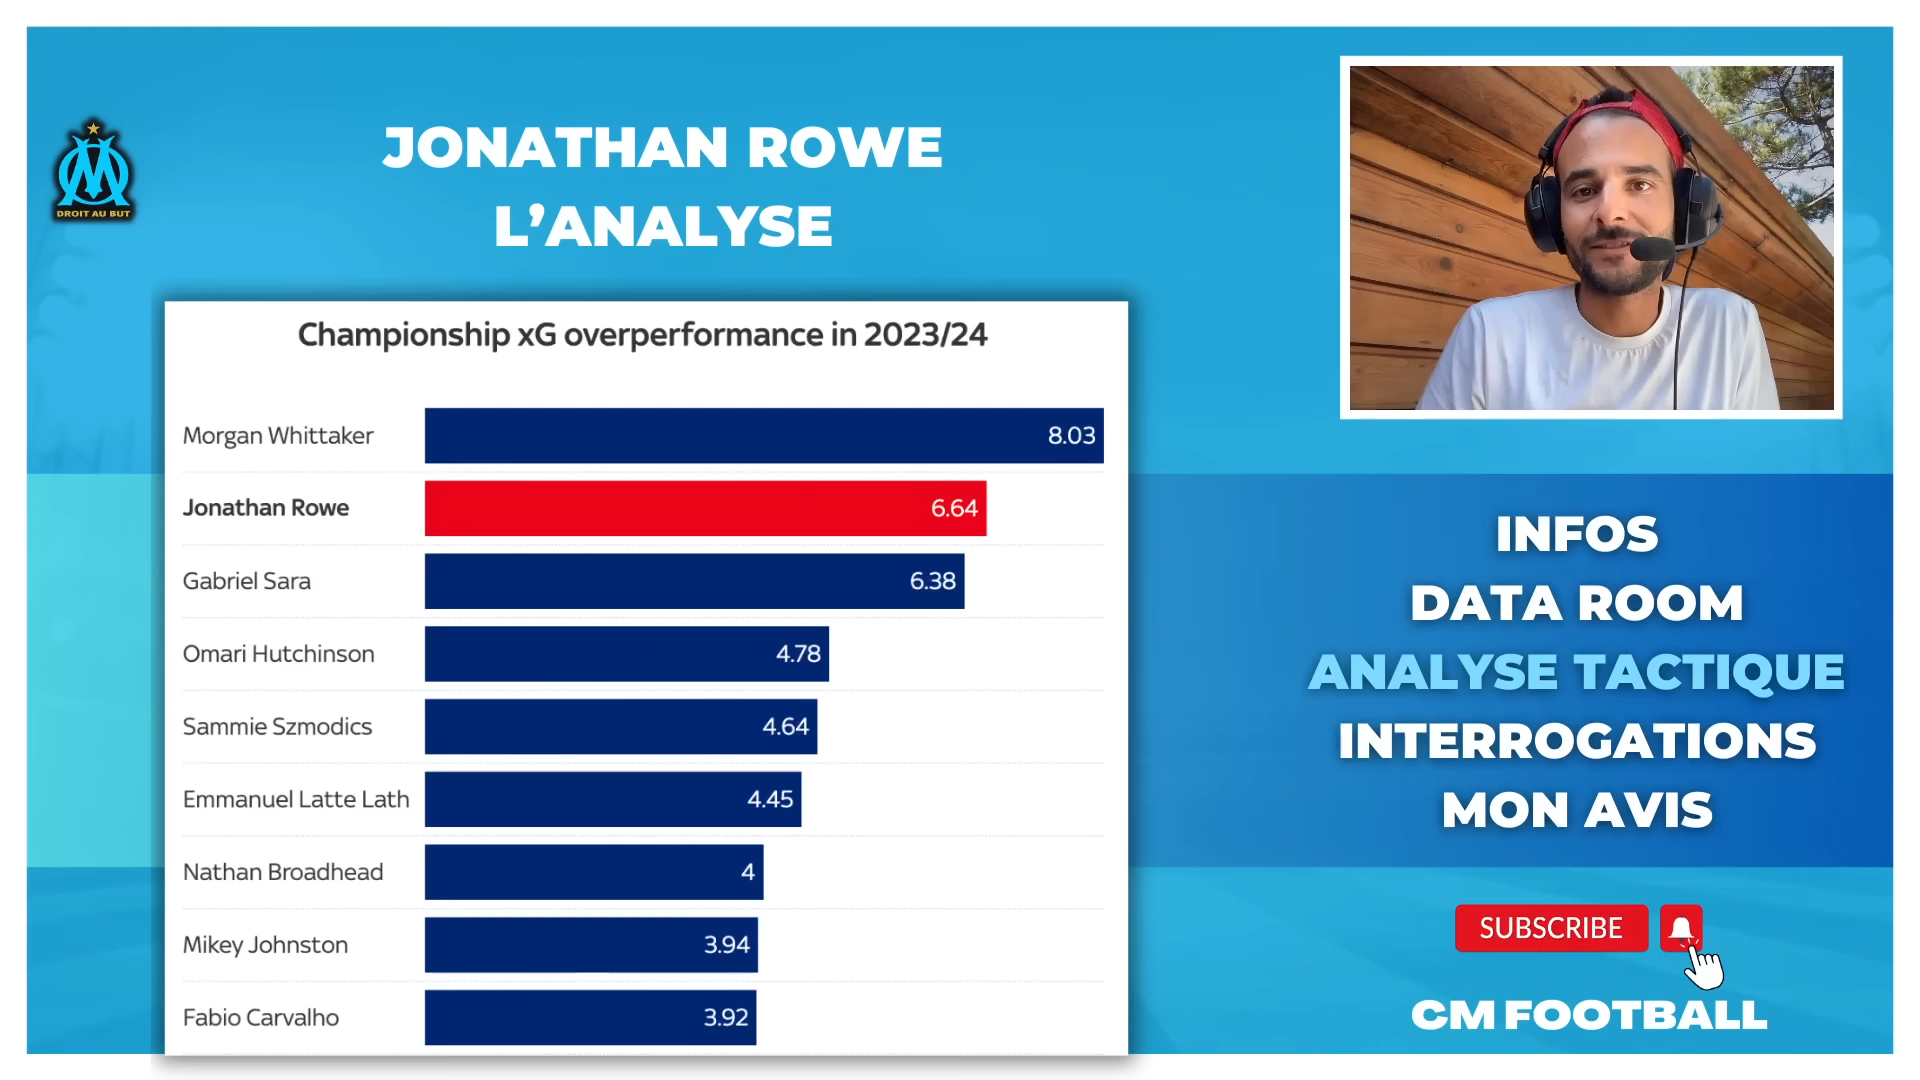 DROIT AU BUT
JONATHAN ROWE
L’ANALYSE
Championship xG overperformance in 2023/24
Morgan Whittaker 8.03
Jonathan Rowe 6.64
Gabriel Sara 6.38
Omari Hutchinson 4.78
Sammie Szmodics 4.64
Emmanuel Latte Lath 4.45
Nathan Broadhead 4
Mikey Johnston 3.94
Fabio Carvalho 3.92
INFOS
DATA ROOM
ANALYSE TACTIQUE
INTERROGATIONS
MON AVIS
SUBSCRIBE
CM FOOTBALL